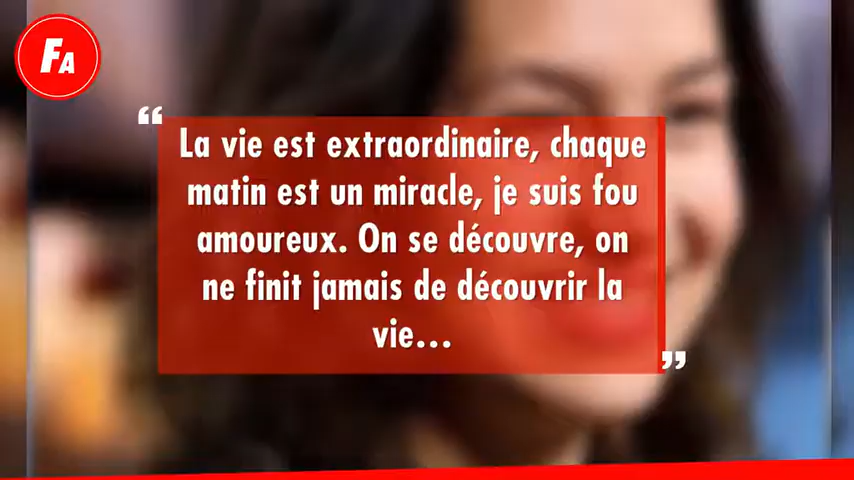 FA
“
La vie est extraordinaire, chaque
matin est un miracle, je suis fou
amoureux. On se découvre, on
ne finit jamais de découvrir la
vie...
”